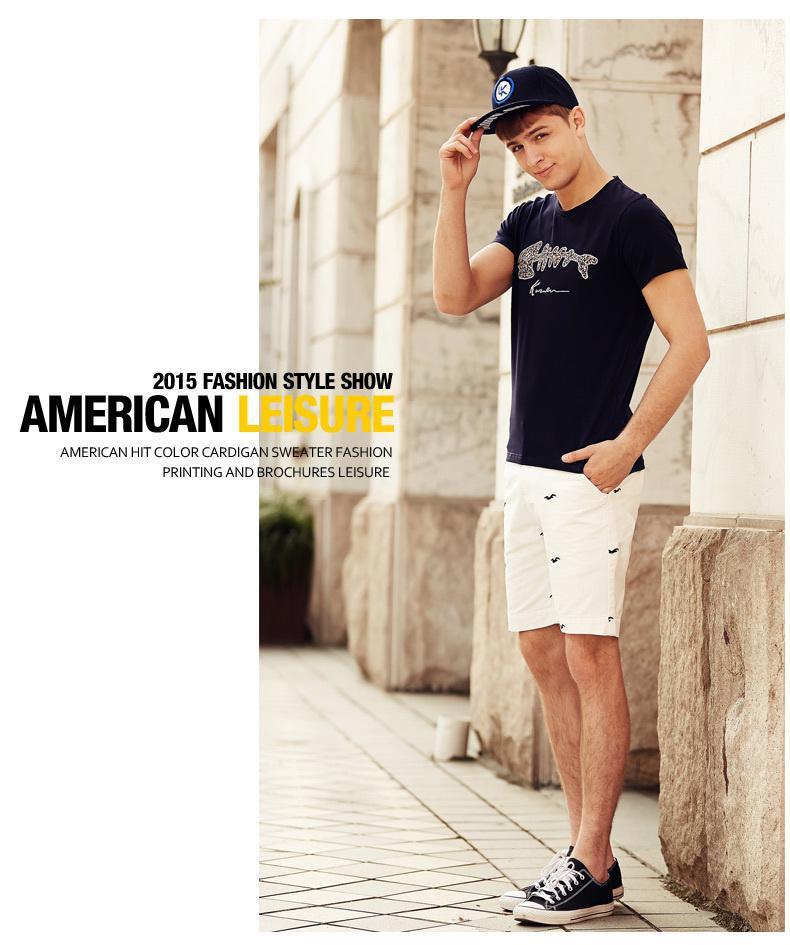 2015 FASHION STYLE SHOW
AMERICAN LEISURE
AMERICAN HIT COLOR CARDIGAN SWEATER FASHION
PRINTING AND BROCHURES LEISURE